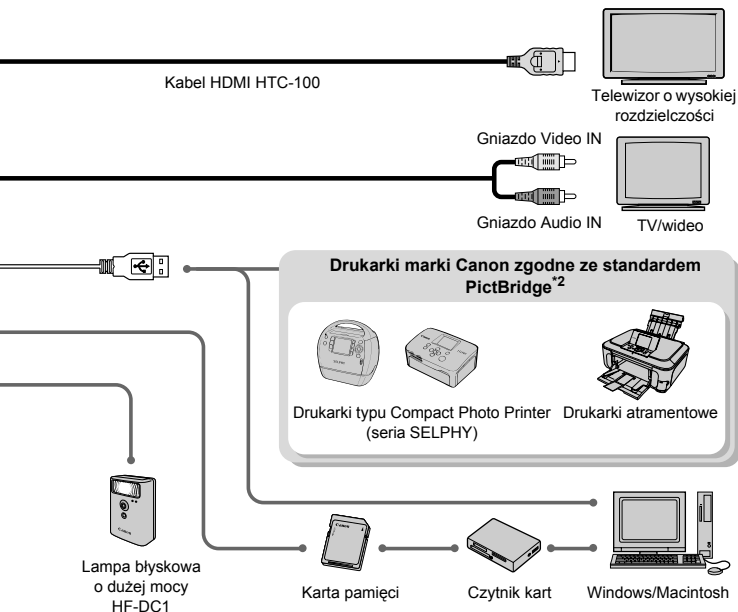 Kabel HDMI HTC-100
Telewizor o wysokiej
rozdzielczości
Gniazdo Video IN
Gniazdo Audio IN
TV/wideo
Drukarki marki Canon zgodne ze standardem
PictBridge*2
Drukarki typu Compact Photo Printer
(seria SELPHY)
Drukarki atramentowe
Lampa błyskowa
o dużej mocy
HF-DC1
Karta pamięci
Czytnik kart
Windows/Macintosh